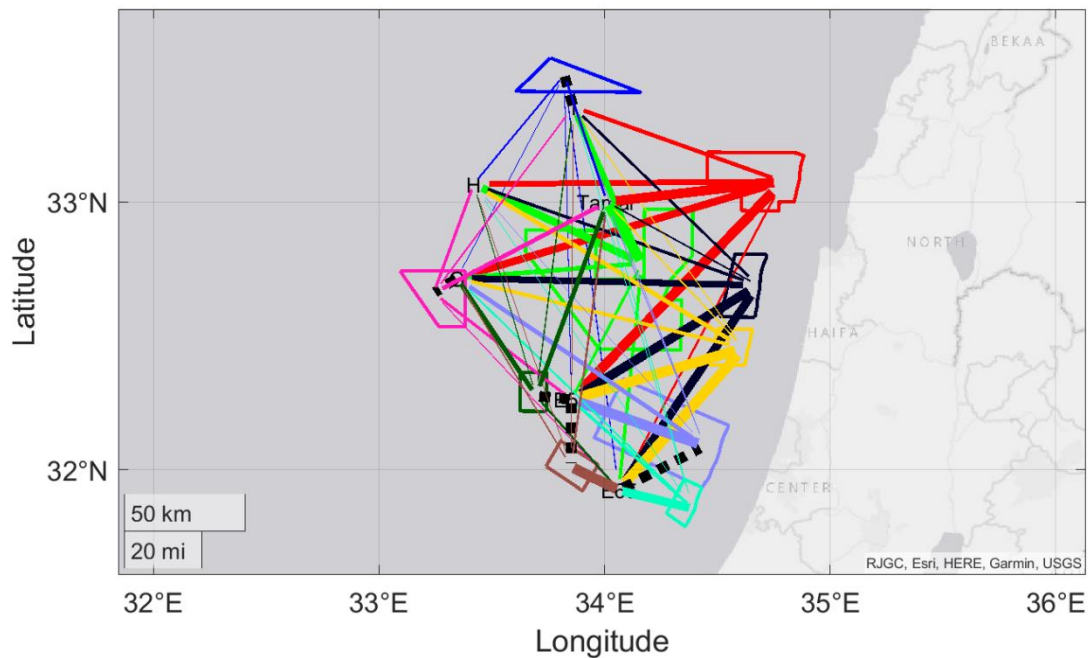 BEKAA
33°N
H
Tamar
NORTH
Latitude
HAIFA
32°N
CENTER
50 km
20 mi
RJGC, Esri, HERE, Garmin, USGS
32°E
33°E
34°E
35°E
36°E
Longitude